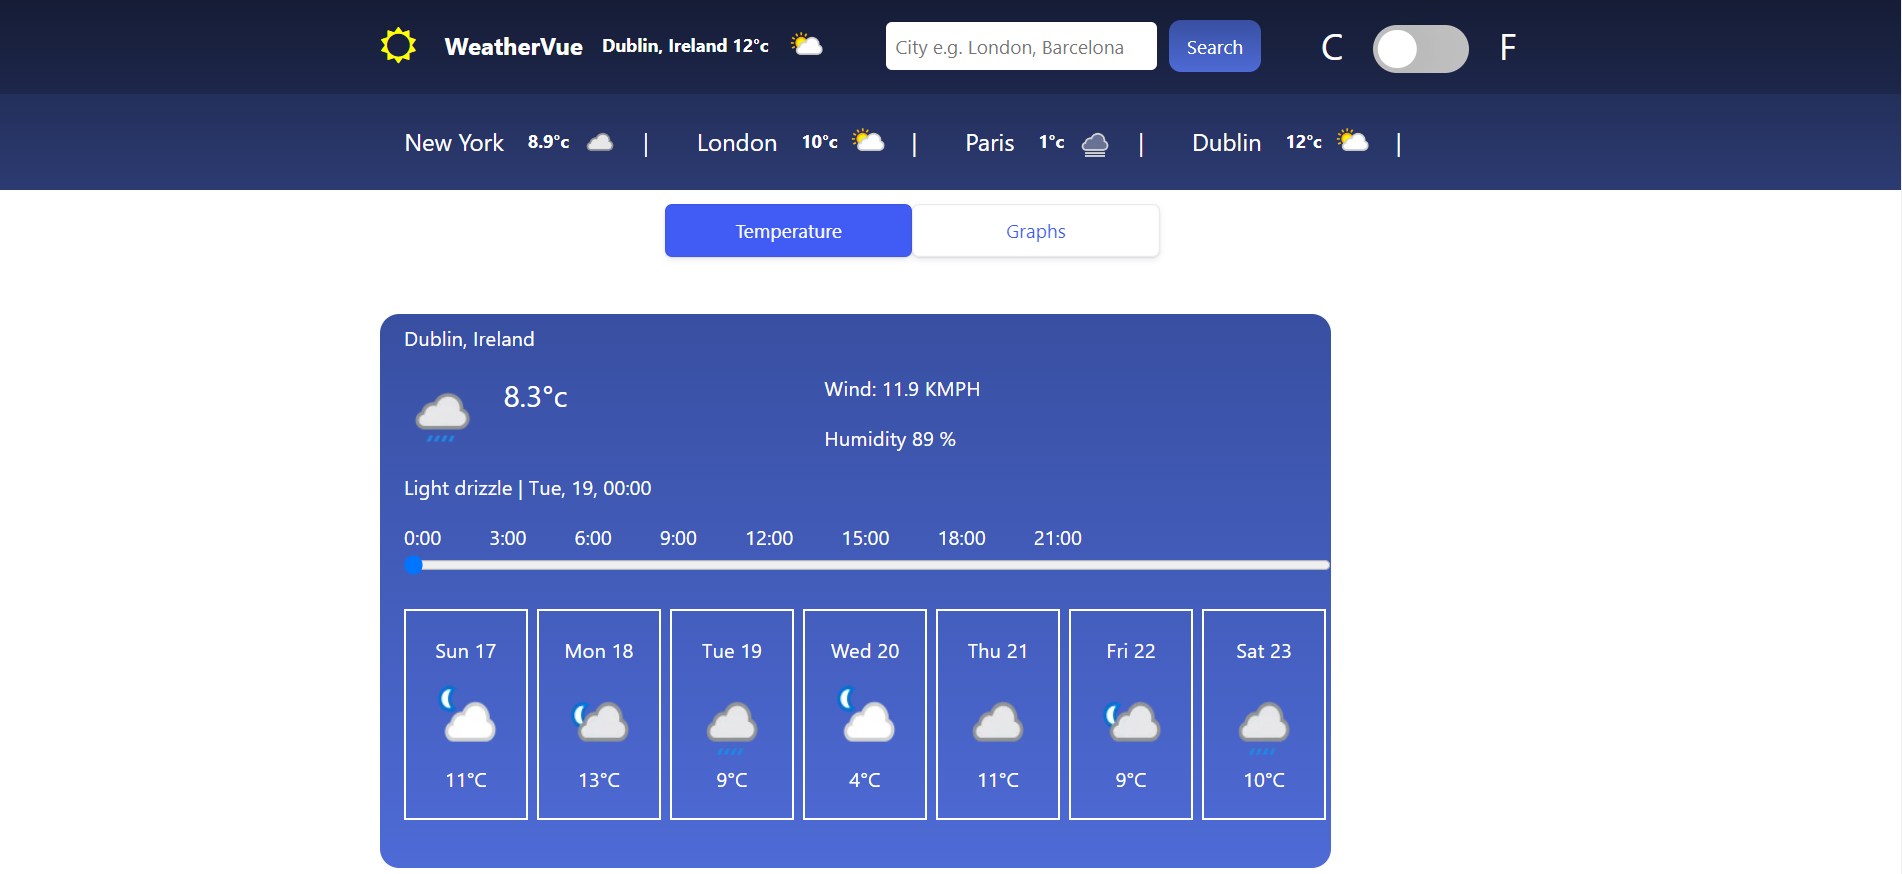 WeatherVue Dublin, Ireland 12°c City e.g. London, Barcelona Search C F
New York 8.9°c | London 10°c | Paris 1°c | Dublin 12°c |
Temperature Graphs
Dublin, Ireland
8.3°c Wind: 11.9 KMPH
Humidity 89 %
Light drizzle | Tue, 19, 00:00
0:00 3:00 6:00 9:00 12:00 15:00 18:00 21:00
Sun 17 Mon 18 Tue 19 Wed 20 Thu 21 Fri 22 Sat 23
11°C 13°C 9°C 4°C 11°C 9°C 10°C